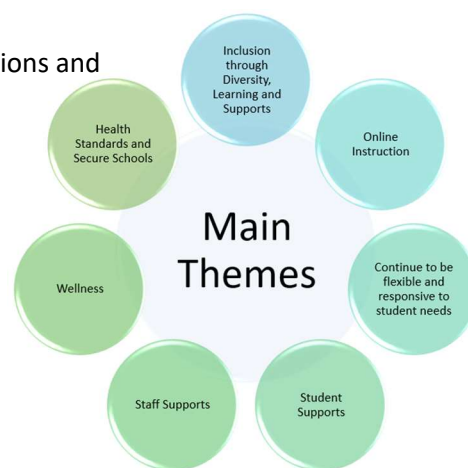 ions and
Inclusion
through
Diversity,
Learning and
Supports
Online
Instruction
Continue to be
flexible and
responsive to
student needs
Student
Supports
Staff Supports
Wellness
Health
Standards and
Secure Schools
Main
Themes